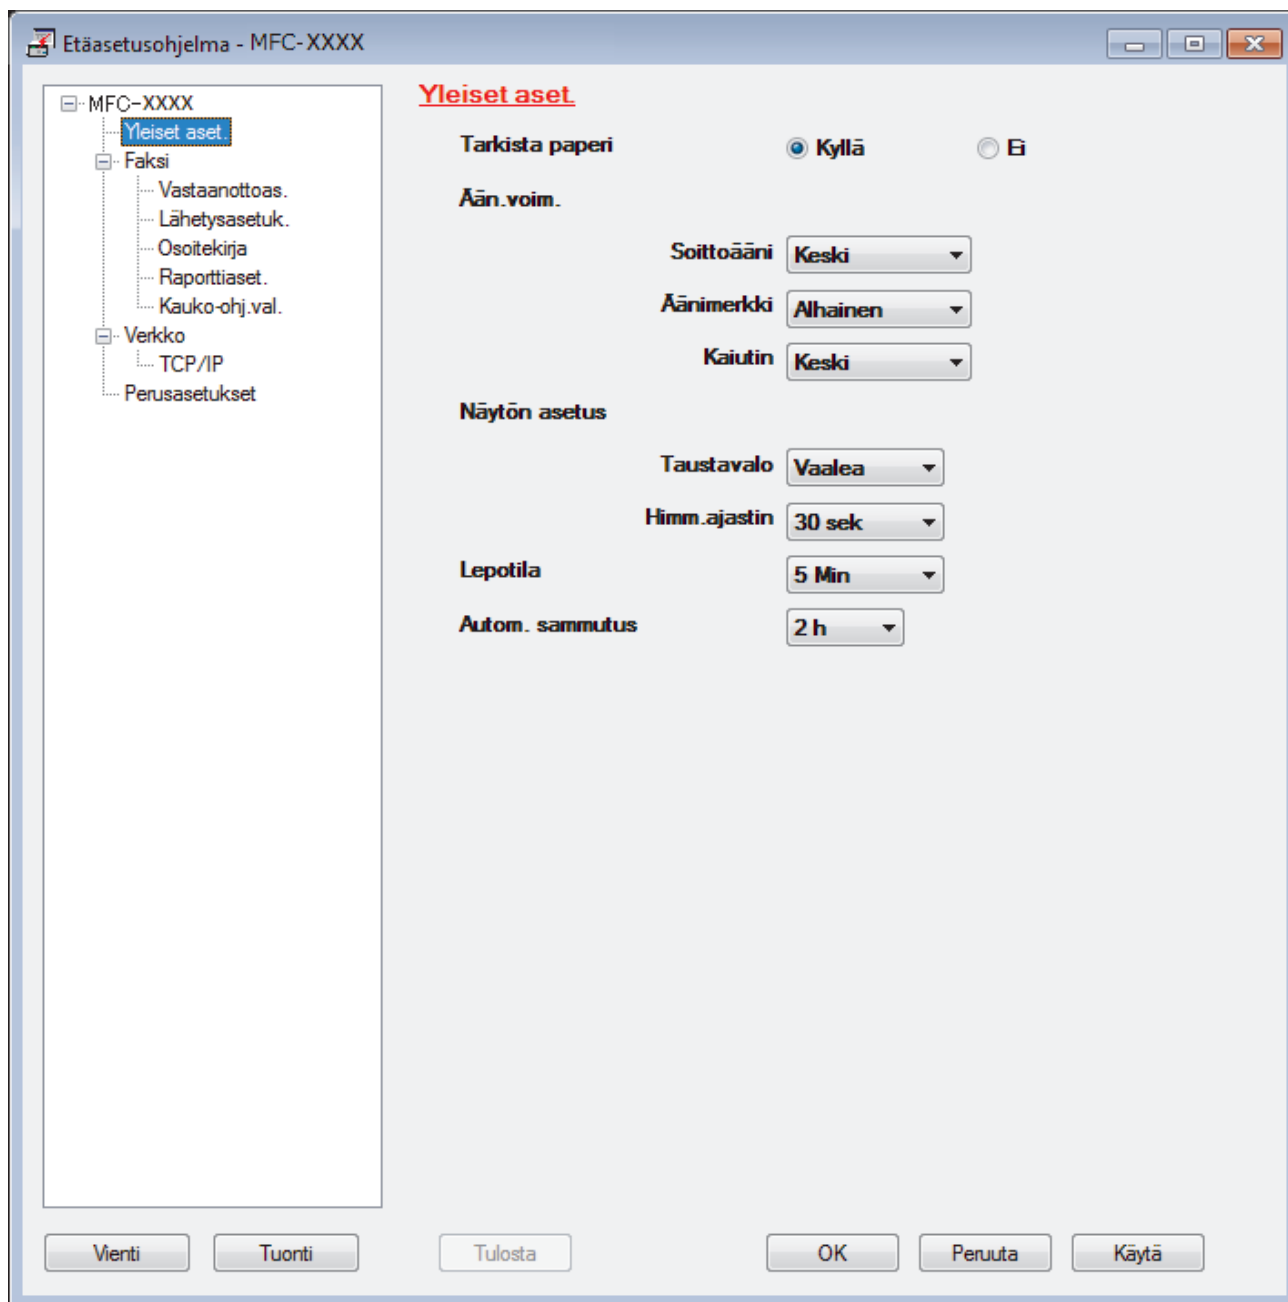 Etäasetusohjelma - MFC-XXXX
MFC-XXXX
Yleiset aset.
Faksi
Vastaanottoas.
Lähetysasetuk.
Osoitekirja
Raporttiaset.
Kauko-ohj.val.
Verkko
TCP/IP
Perusasetukset
Yleiset aset.
Tarkista paperi Kyllä Ei
Ään.voim.
Soittoääni Keski
Äänimerkki Alhainen
Kaiutin Keski
Näytön asetus
Taustavalo Vaalea
Himm.ajastin 30 sek
Lepotila 5 Min
Autom. sammutus 2 h
Vienti Tuonti Tulosta OK Peruuta Käytä